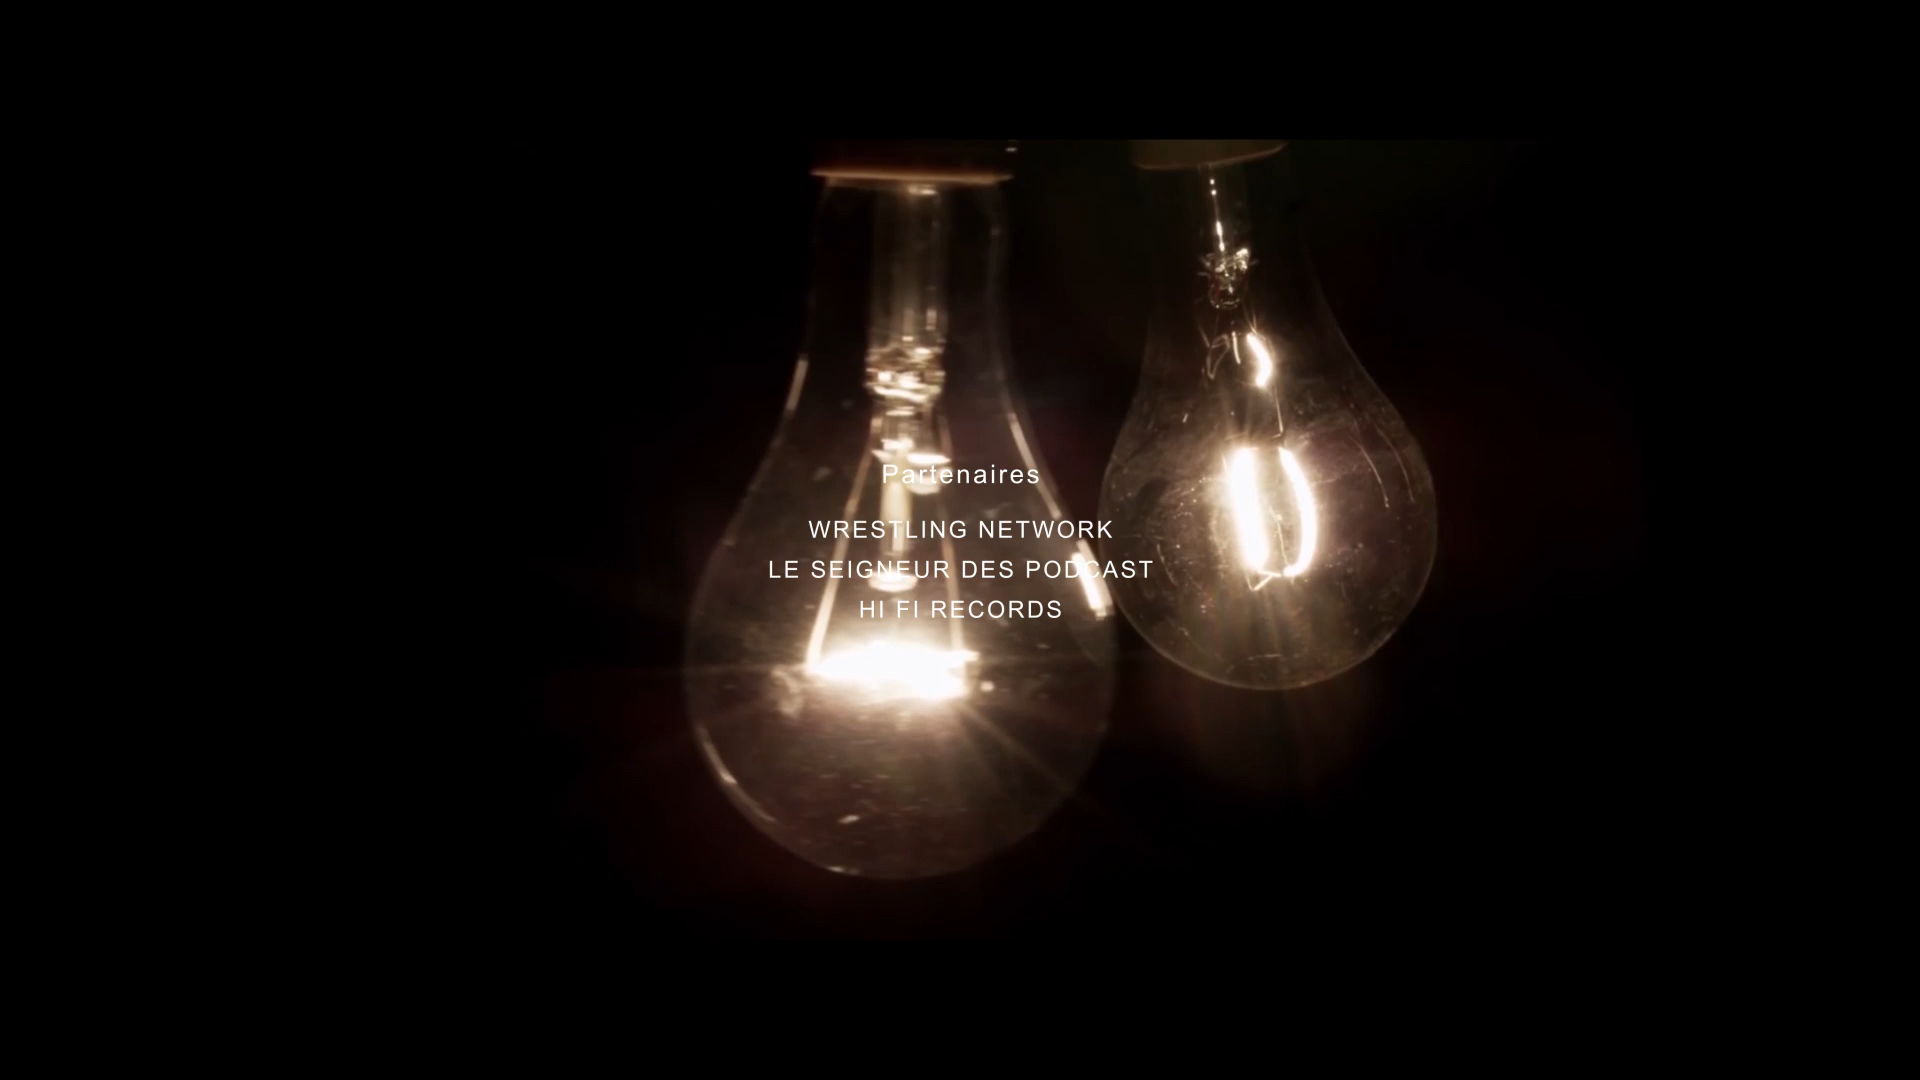 Partenaires
WRESTLING NETWORK
LE SEIGNEUR DES PODCAST
HI FI RECORDS